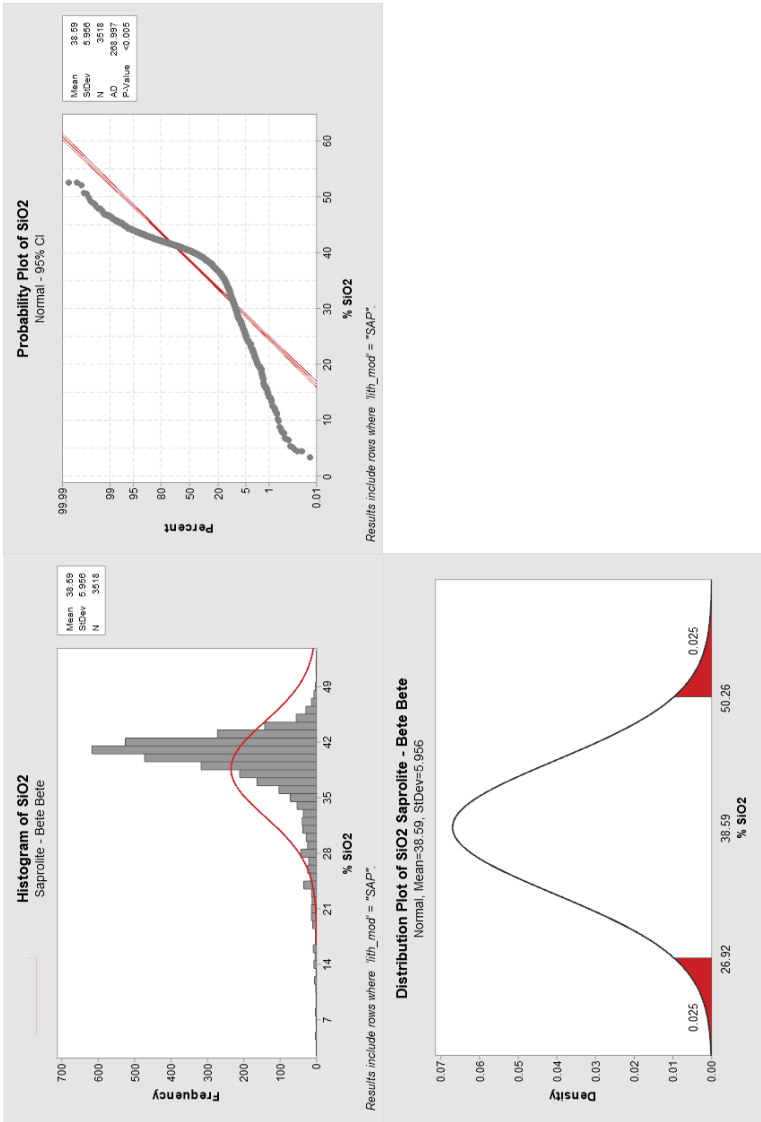 Histogram of SiO2
Saprolite - Bete Bete
Mean 38.59
StDev 5.956
N 3518
700
600
500
400
300
200
100
0
Frequency
7
14
21
28
35
42
49
% SiO2
Results include rows where 'lith_mod' = "SAP".
Probability Plot of SiO2
Normal - 95% CI
Mean 38.59
StDev 5.956
N 3518
AD 268.997
P-Value <0.005
99.99
99
95
80
50
20
5
1
0.01
Percent
0
10
20
30
40
50
60
% SiO2
Results include rows where 'lith_mod' = "SAP".
Distribution Plot of SiO2 Saprolite - Bete Bete
Normal, Mean=38.59, StDev=5.956
0.07
0.06
0.05
0.04
0.03
0.02
0.01
0.00
Density
0.025
0.025
26.92
38.59
50.26
% SiO2